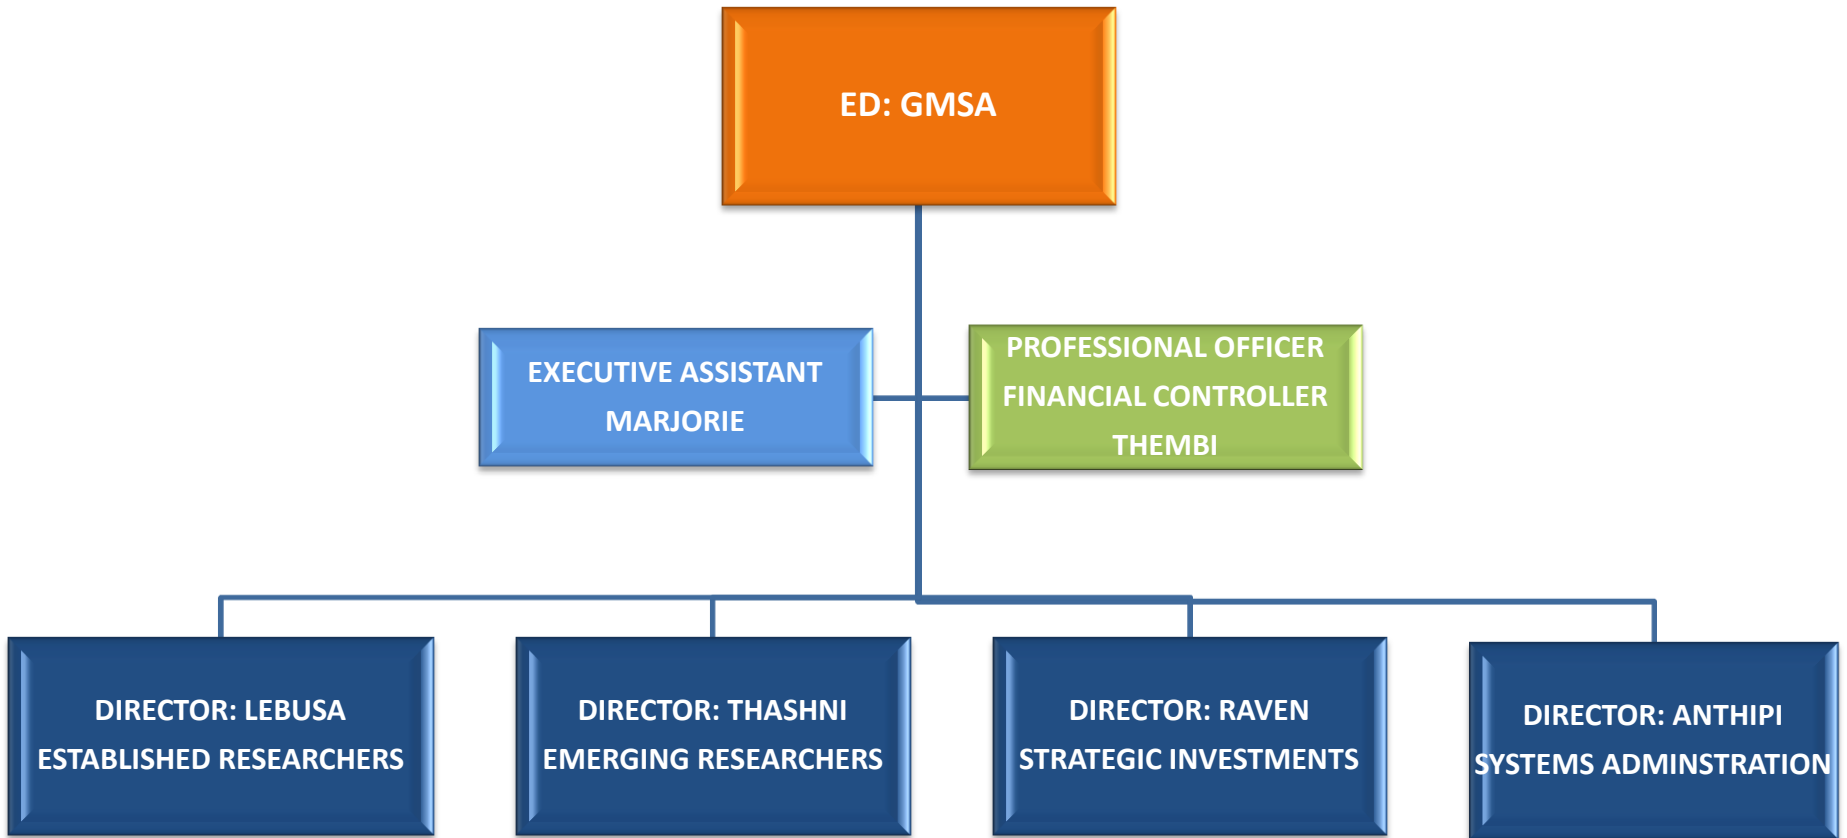 ED: GMSA
EXECUTIVE ASSISTANT
MARJORIE
PROFESSIONAL OFFICER
FINANCIAL CONTROLLER
THEMBI
DIRECTOR: LEBUSA
ESTABLISHED RESEARCHERS
DIRECTOR: THASHNI
EMERGING RESEARCHERS
DIRECTOR: RAVEN
STRATEGIC INVESTMENTS
DIRECTOR: ANTHIPI
SYSTEMS ADMINSTRATION